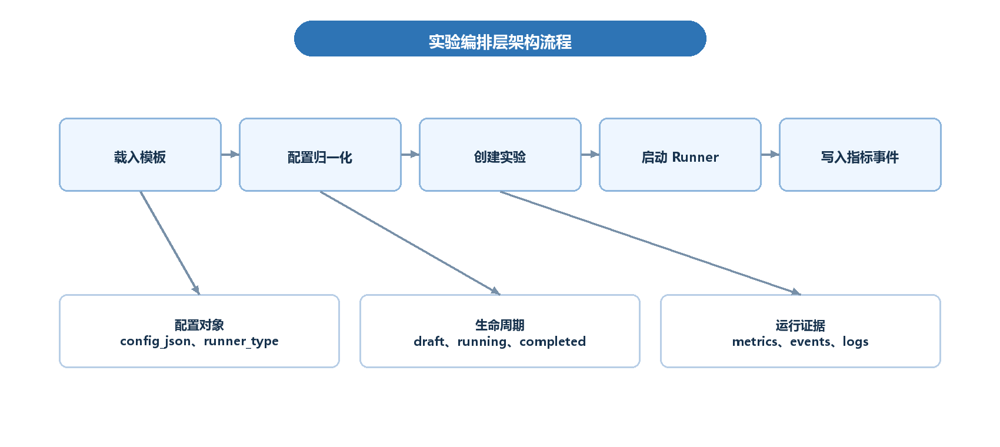 实验编排层架构流程
载入模板
配置归一化
创建实验
启动 Runner
写入指标事件
配置对象
config_json、runner_type
生命周期
draft、running、completed
运行证据
metrics、events、logs